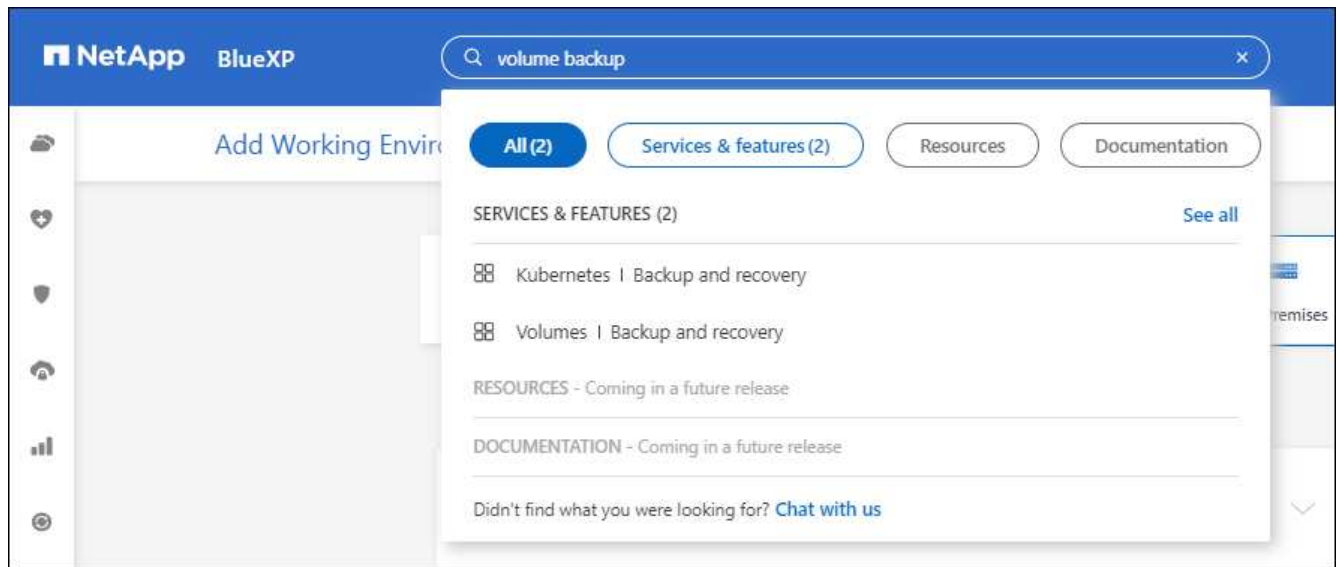 NetApp BlueXP volume backup
Add Working Enviro
All (2) Services & features (2) Resources Documentation
SERVICES & FEATURES (2) See all
Kubernetes | Backup and recovery
Volumes | Backup and recovery
remises
RESOURCES - Coming in a future release
DOCUMENTATION - Coming in a future release
Didn't find what you were looking for? Chat with us